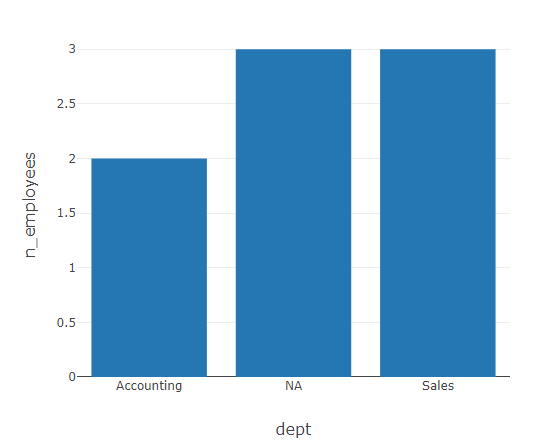 3
2.5
2
1.5
1
0.5
0
n_employees
Accounting
NA
Sales
dept